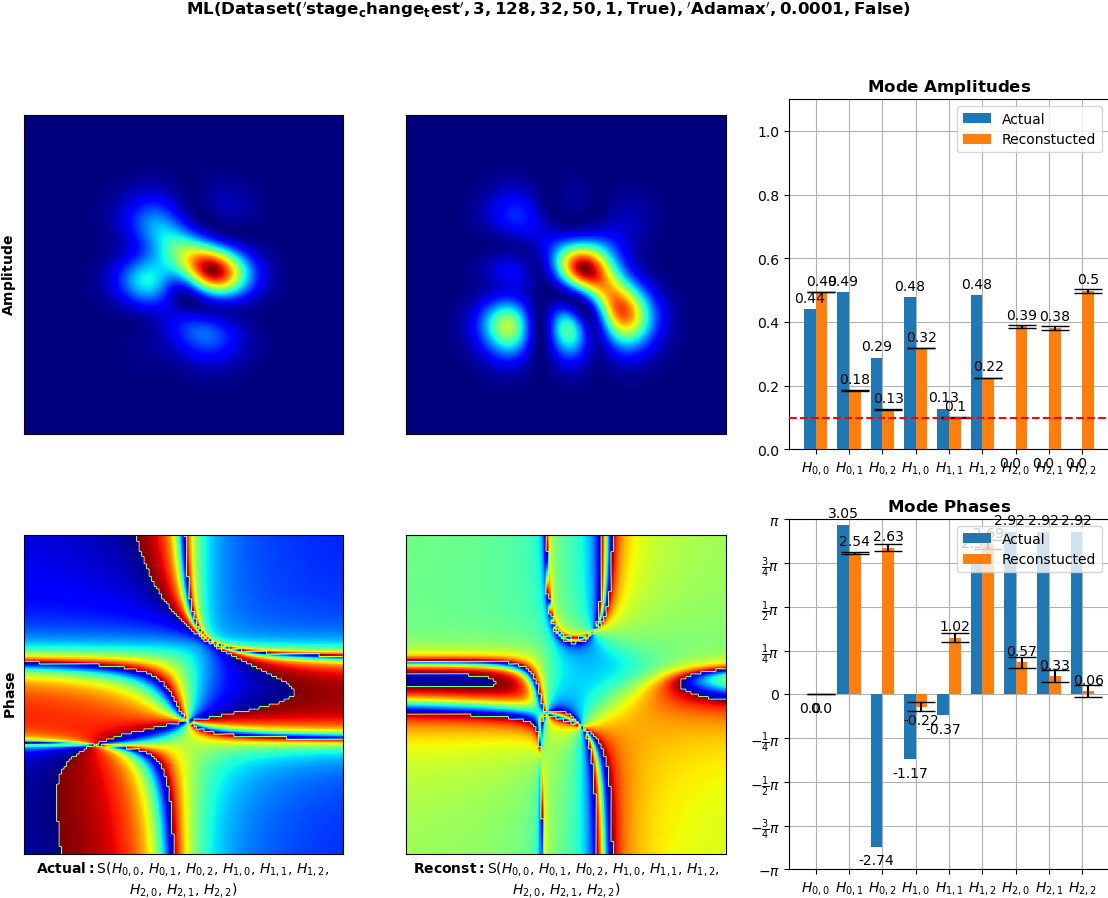 ML(Dataset('stage_change_test', 3, 128, 32, 50, 1, True), 'Adamax', 0.0001, False)
Amplitude
Mode Amplitudes
Actual
Reconstucted
1.0
0.8
0.6
0.4
0.2
0.0
0.44 0.49 0.49 0.18 0.29 0.13 0.48 0.32 0.13 0.1 0.48 0.22 0.0 0.39 0.0 0.38 0.0 0.5
H0,0 H0,1 H0,2 H1,0 H1,1 H1,2 H2,0 H2,1 H2,2
Phase
Actual: S(H0,0, H0,1, H0,2, H1,0, H1,1, H1,2,
H2,0, H2,1, H2,2)
Reconst: S(H0,0, H0,1, H0,2, H1,0, H1,1, H1,2,
H2,0, H2,1, H2,2)
Mode Phases
Actual
Reconstucted
π
3/4π
1/2π
1/4π
0
−1/4π
−1/2π
−3/4π
−π
0.0 0.0 3.05 2.54 -2.74 2.63 -1.17 -0.22 -0.37 1.02 2.69 2.92 0.57 2.92 0.33 2.92 0.06
H0,0 H0,1 H0,2 H1,0 H1,1 H1,2 H2,0 H2,1 H2,2